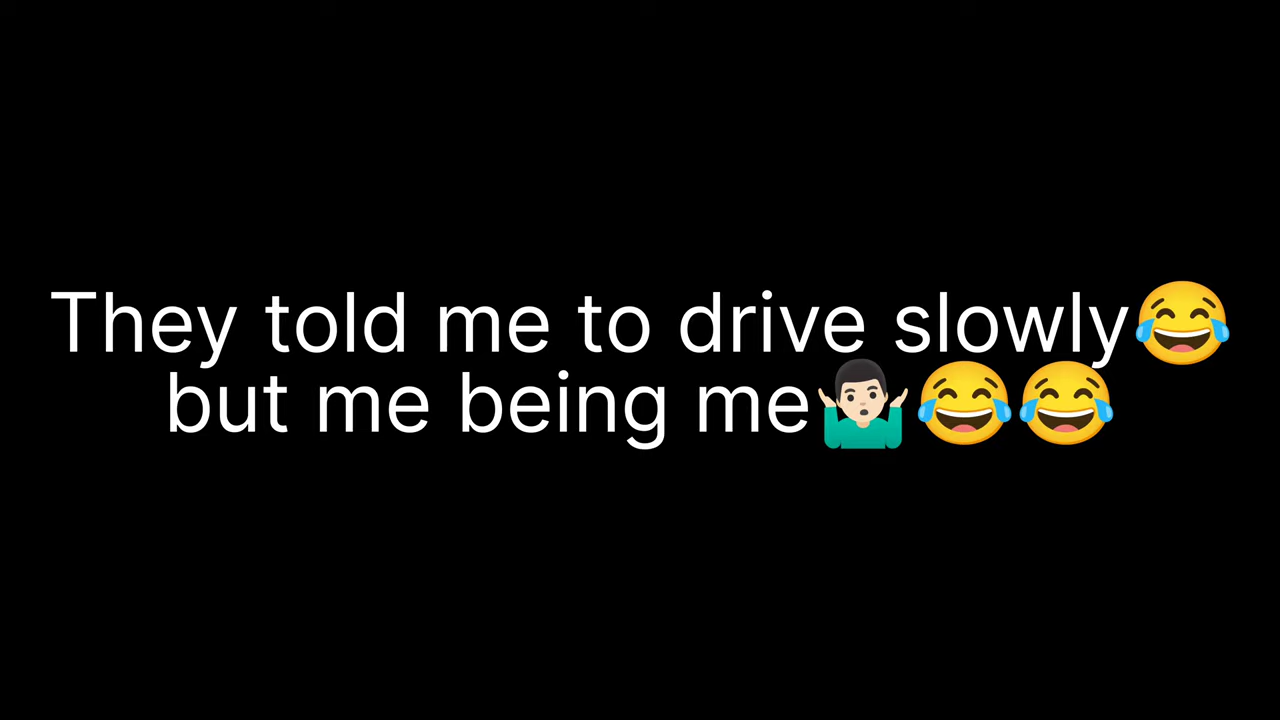 They told me to drive slowly😂
but me being me🤷🏻‍♂️😂😂